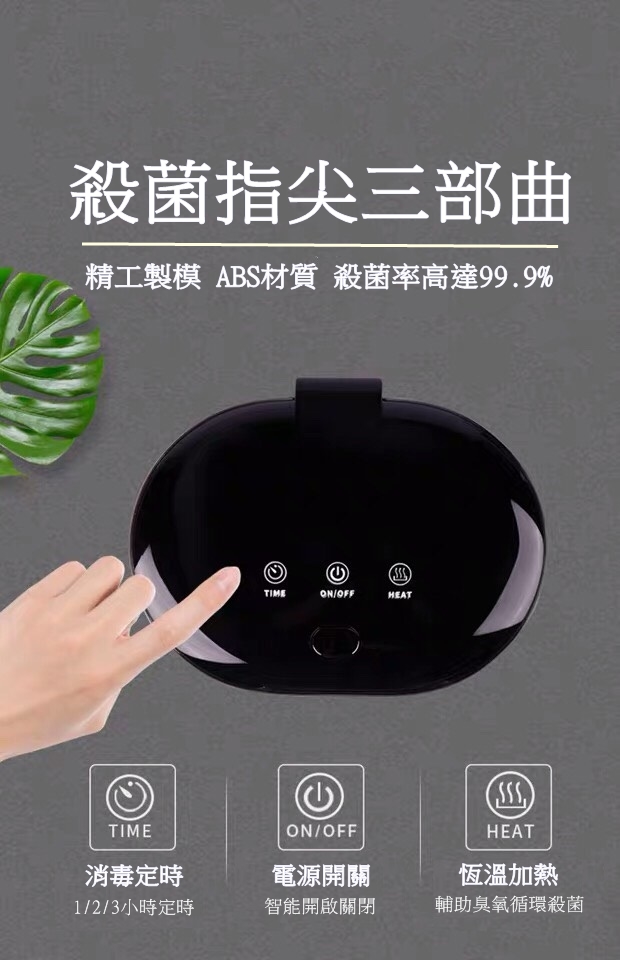 殺菌指尖三部曲
精工製模 ABS材質 殺菌率高達99.9%
TIME ON/OFF HEAT
TIME ON/OFF HEAT
消毒定時 電源開關 恆溫加熱
1/2/3小時定時 智能開啟關閉 輔助臭氧循環殺菌